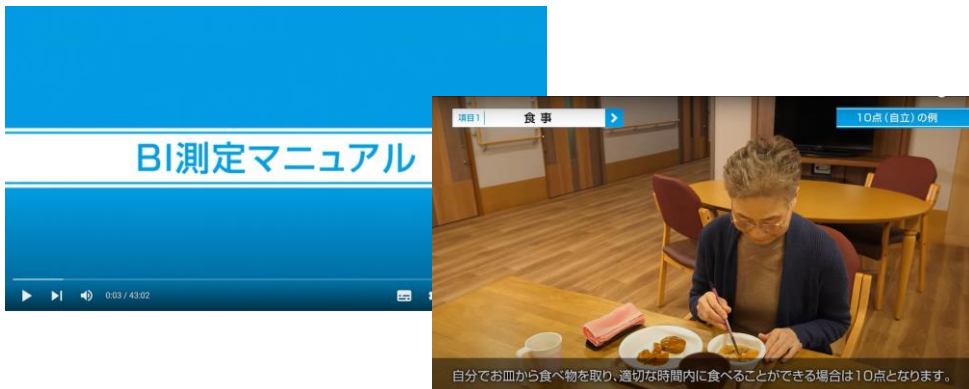 BI測定マニュアル
0:03 / 43:02
項目1 食事
10点(自立)の例
自分でお皿から食べ物を取り、適切な時間内に食べることができる場合は10点となります。